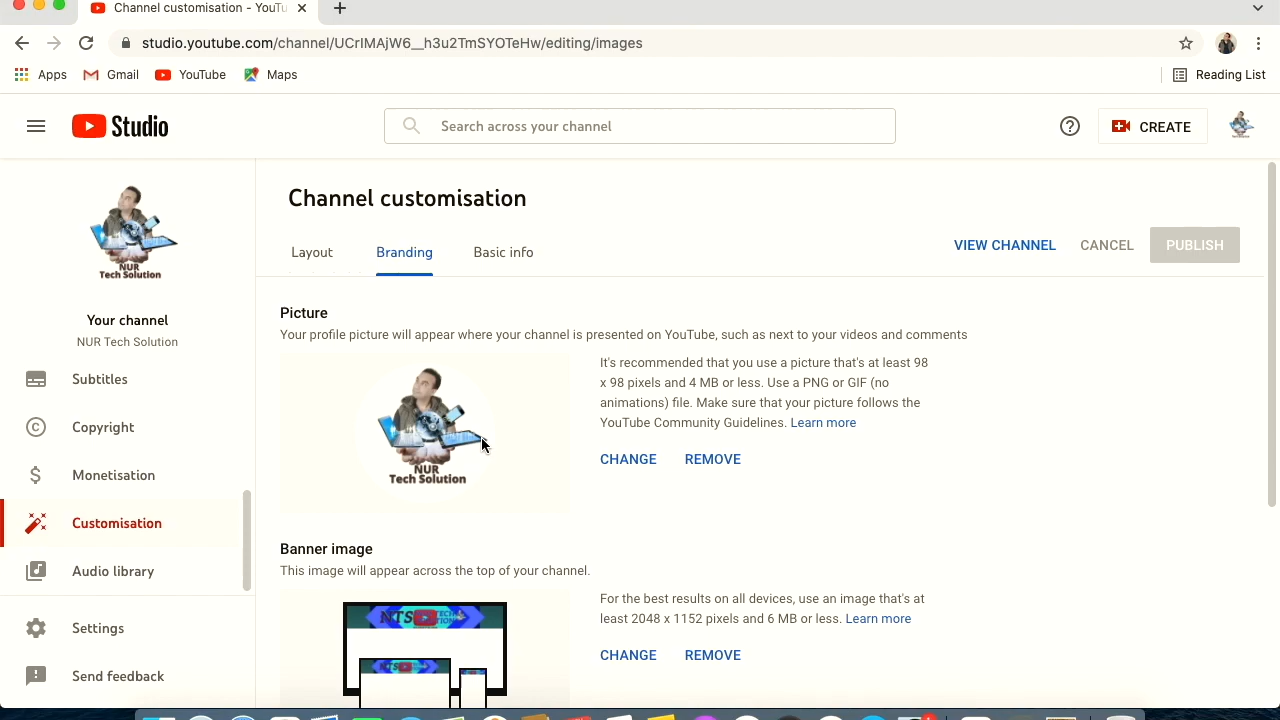 Channel customisation - YouTu
studio.youtube.com/channel/UCrIMAjW6__h3u2TmSYOTeHw/editing/images
Apps
Gmail
YouTube
Maps
Reading List
Studio
Search across your channel
CREATE
NUR
Tech Solution
Your channel
NUR Tech Solution
Subtitles
Copyright
Monetisation
Customisation
Audio library
Settings
Send feedback
Channel customisation
Layout
Branding
Basic info
VIEW CHANNEL
CANCEL
PUBLISH
Picture
Your profile picture will appear where your channel is presented on YouTube, such as next to your videos and comments
NUR
Tech Solution
It's recommended that you use a picture that's at least 98
x 98 pixels and 4 MB or less. Use a PNG or GIF (no
animations) file. Make sure that your picture follows the
YouTube Community Guidelines. Learn more
CHANGE
REMOVE
Banner image
This image will appear across the top of your channel.
NTS
For the best results on all devices, use an image that's at
least 2048 x 1152 pixels and 6 MB or less. Learn more
CHANGE
REMOVE